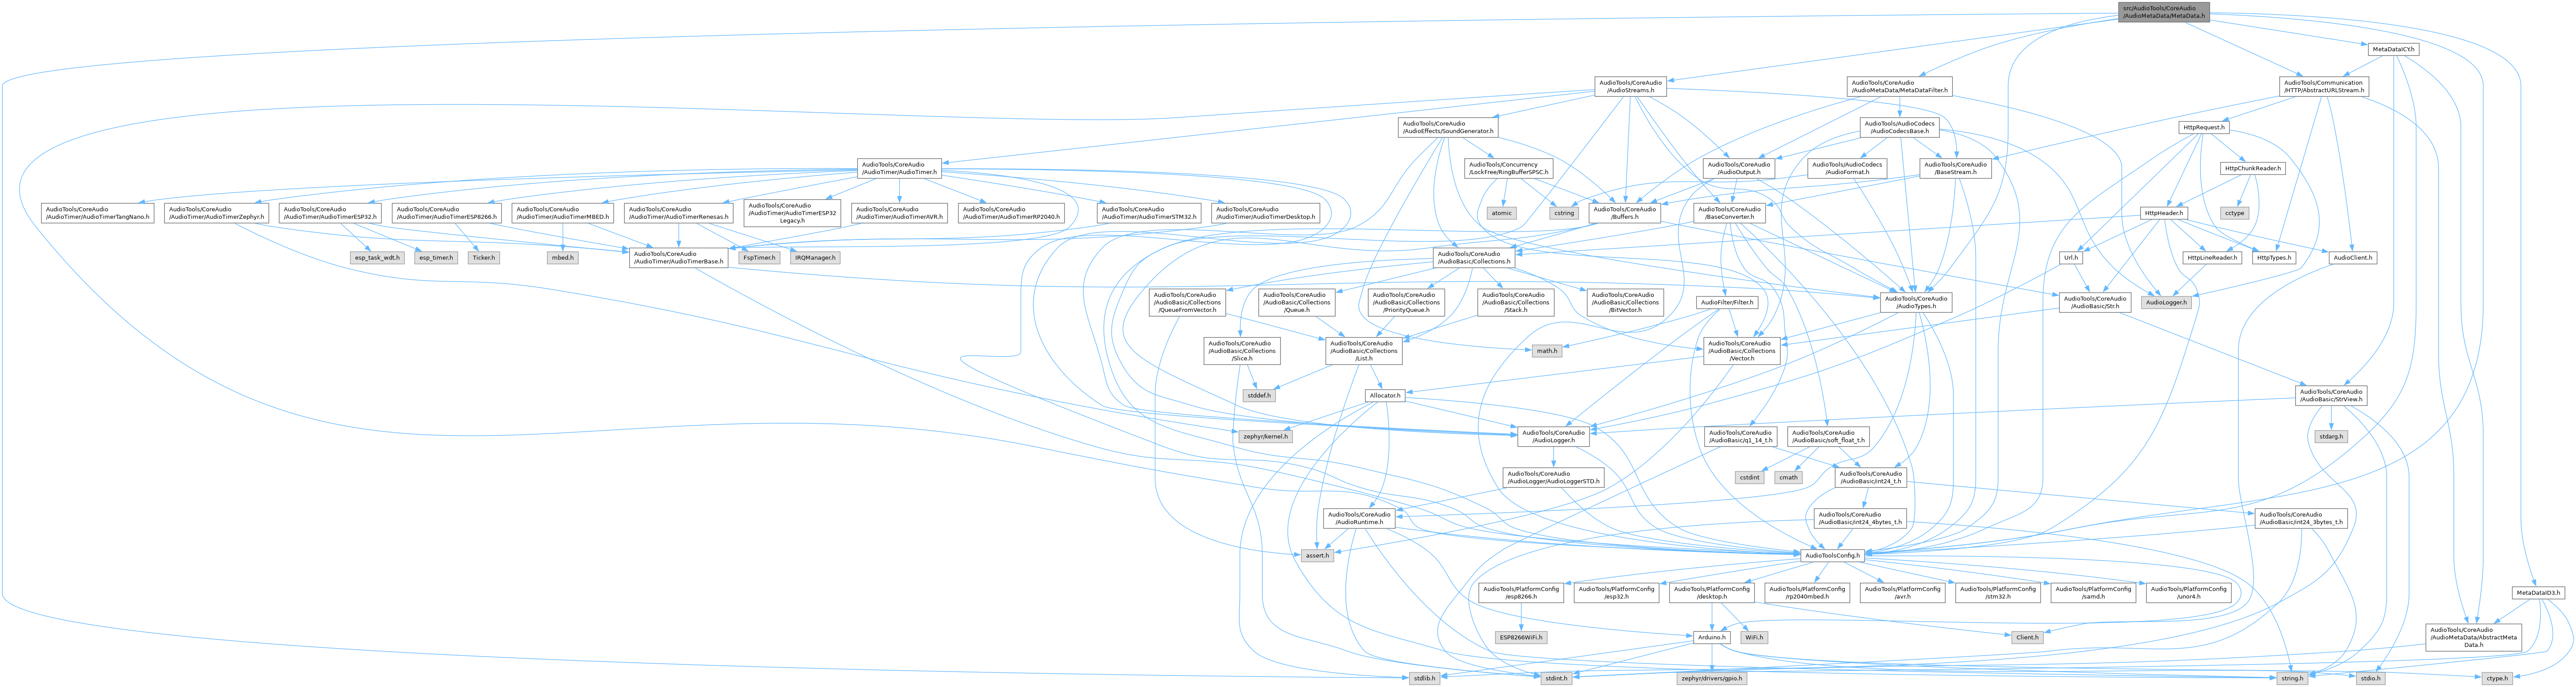 src/AudioTools/CoreAudio
/AudioMetaData/MetaData.h
MetaDataICY.h
AudioTools/CoreAudio
/AudioStreams.h
AudioTools/CoreAudio
/AudioMetaData/MetaDataFilter.h
AudioTools/Communication
/HTTP/AbstractURLStream.h
AudioTools/CoreAudio
/AudioEffects/SoundGenerator.h
AudioTools/AudioCodecs
/AudioCodecsBase.h
HttpRequest.h
AudioTools/CoreAudio
/AudioTimer/AudioTimer.h
AudioTools/Concurrency
/LockFree/RingBufferSPSC.h
AudioTools/CoreAudio
/AudioOutput.h
AudioTools/AudioCodecs
/AudioFormat.h
AudioTools/CoreAudio
/BaseStream.h
HttpChunkReader.h
AudioTools/CoreAudio
/AudioTimer/AudioTimerTangNano.h
AudioTools/CoreAudio
/AudioTimer/AudioTimerZephyr.h
AudioTools/CoreAudio
/AudioTimer/AudioTimerESP32.h
AudioTools/CoreAudio
/AudioTimer/AudioTimerESP8266.h
AudioTools/CoreAudio
/AudioTimer/AudioTimerMBED.h
AudioTools/CoreAudio
/AudioTimer/AudioTimerRenesas.h
AudioTools/CoreAudio
/AudioTimer/AudioTimerESP32
Legacy.h
AudioTools/CoreAudio
/AudioTimer/AudioTimerAVR.h
AudioTools/CoreAudio
/AudioTimer/AudioTimerRP2040.h
AudioTools/CoreAudio
/AudioTimer/AudioTimerSTM32.h
AudioTools/CoreAudio
/AudioTimer/AudioTimerDesktop.h
atomic
cstring
AudioTools/CoreAudio
/Buffers.h
AudioTools/CoreAudio
/BaseConverter.h
HttpHeader.h
cctype
esp_task_wdt.h
esp_timer.h
Ticker.h
mbed.h
AudioTools/CoreAudio
/AudioTimer/AudioTimerBase.h
FspTimer.h
IRQManager.h
AudioTools/CoreAudio
/AudioBasic/Collections.h
Url.h
HttpLineReader.h
HttpTypes.h
AudioClient.h
AudioTools/CoreAudio
/AudioBasic/Collections
/QueueFromVector.h
AudioTools/CoreAudio
/AudioBasic/Collections
/Queue.h
AudioTools/CoreAudio
/AudioBasic/Collections
/PriorityQueue.h
AudioTools/CoreAudio
/AudioBasic/Collections
/Stack.h
AudioTools/CoreAudio
/AudioBasic/Collections
/BitVector.h
AudioFilter/Filter.h
AudioTools/CoreAudio
/AudioTypes.h
AudioTools/CoreAudio
/AudioBasic/Str.h
AudioLogger.h
AudioTools/CoreAudio
/AudioBasic/Collections
/Slice.h
AudioTools/CoreAudio
/AudioBasic/Collections
/List.h
math.h
AudioTools/CoreAudio
/AudioBasic/Collections
/Vector.h
stddef.h
Allocator.h
AudioTools/CoreAudio
/AudioBasic/StrView.h
zephyr/kernel.h
AudioTools/CoreAudio
/AudioLogger.h
AudioTools/CoreAudio
/AudioBasic/q1_14_t.h
AudioTools/CoreAudio
/AudioBasic/soft_float_t.h
stdarg.h
AudioTools/CoreAudio
/AudioLogger/AudioLoggerSTD.h
cstdint
cmath
AudioTools/CoreAudio
/AudioBasic/Int24_t.h
AudioTools/CoreAudio
/AudioRuntime.h
AudioTools/CoreAudio
/AudioBasic/Int24_4bytes_t.h
AudioTools/CoreAudio
/AudioBasic/Int24_3bytes_t.h
assert.h
AudioToolsConfig.h
AudioTools/PlatformConfig
/esp8266.h
AudioTools/PlatformConfig
/esp32.h
AudioTools/PlatformConfig
/desktop.h
AudioTools/PlatformConfig
/rp2040mbed.h
AudioTools/PlatformConfig
/avr.h
AudioTools/PlatformConfig
/stm32.h
AudioTools/PlatformConfig
/samd.h
AudioTools/PlatformConfig
/unor4.h
MetaDataID3.h
ESP8266WiFi.h
Arduino.h
WiFi.h
Client.h
AudioTools/CoreAudio
/AudioMetaData/AbstractMeta
Data.h
stdlib.h
stdint.h
zephyr/drivers/gpio.h
string.h
stdio.h
ctype.h